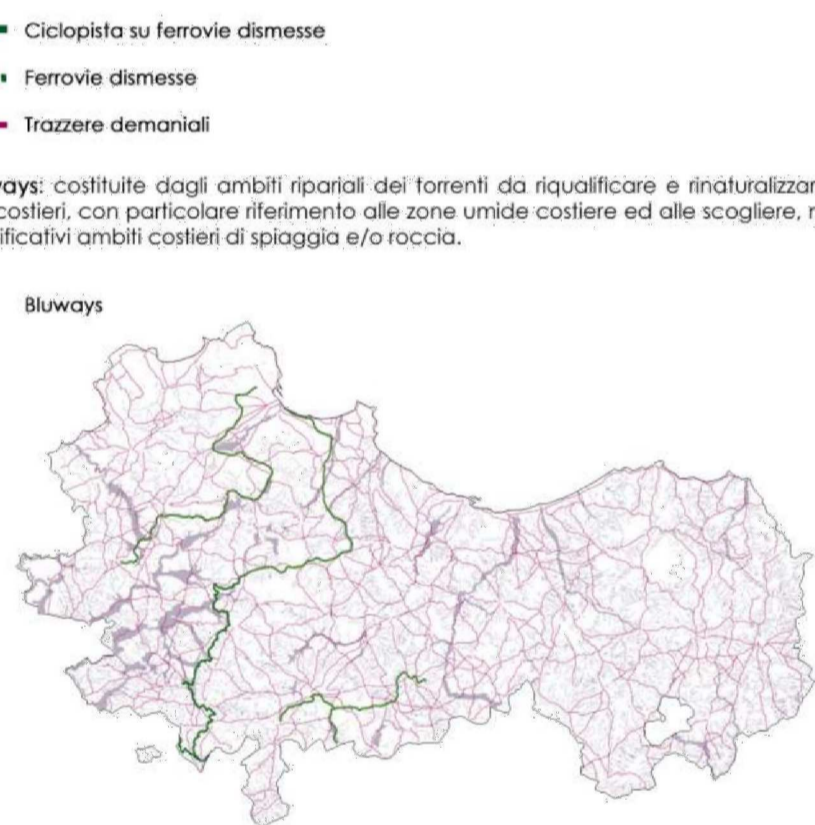 Ciclopista su ferrovie dismesse
Ferrovie dismesse
Trazzere demaniali
ways: costituite dagli ambiti ripariali dei torrenti da riqualificare e rinaturalizzar
costieri, con particolare riferimento alle zone umide costiere ed alle scogliere, r
ificativi ambiti costieri di spiaggia e/o roccia.
Bluways